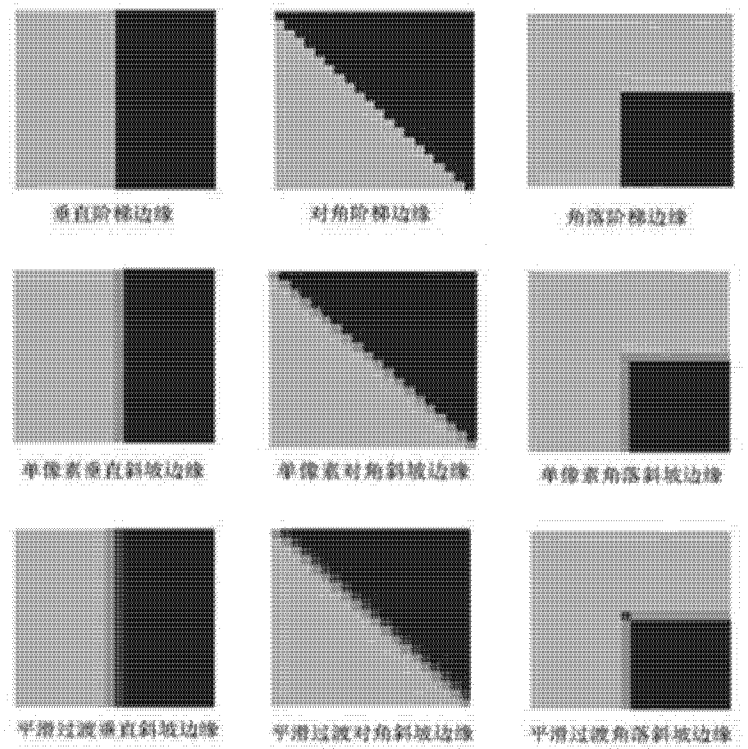 垂直阶梯边缘
对角阶梯边缘
角落阶梯边缘
单像素垂直斜坡边缘
单像素对角斜坡边缘
单像素角落斜坡边缘
平滑过渡垂直斜坡边缘
平滑过渡对角斜坡边缘
平滑过渡角落斜坡边缘